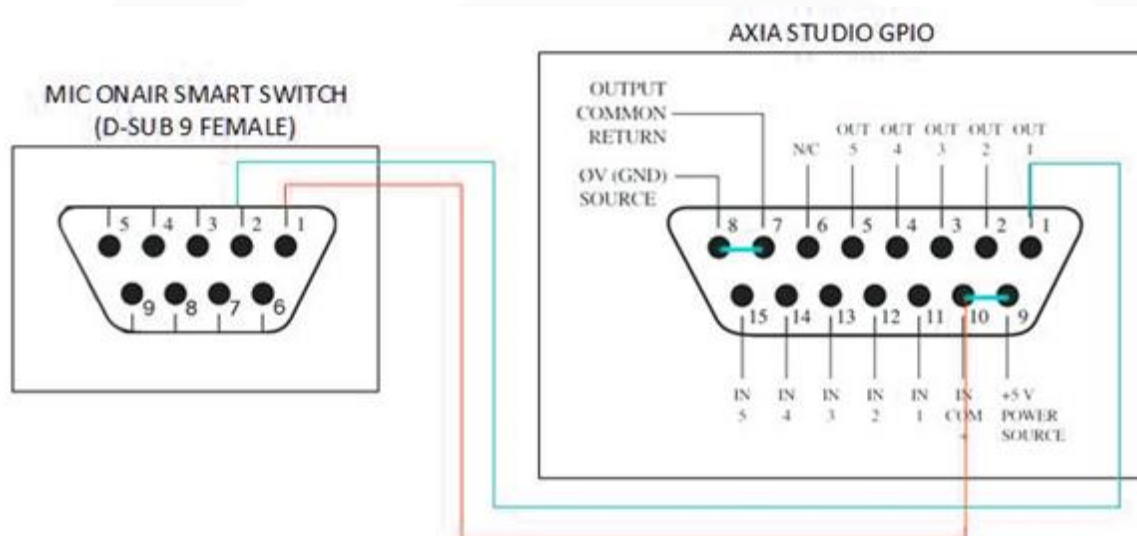 AXIA STUDIO GPIO
MIC ONAIR SMART SWITCH
(D-SUB 9 FEMALE)
OUTPUT
COMMON
RETURN
ØV (GND)
SOURCE
N/C
OUT
5
OUT
4
OUT
3
OUT
2
OUT
1
5 4 3 2 1
9 8 7 6
8 7 6 5 4 3 2 1
15 14 13 12 11 10 9
IN
5
IN
4
IN
3
IN
2
IN
1
IN
COM
+5 V
POWER
SOURCE